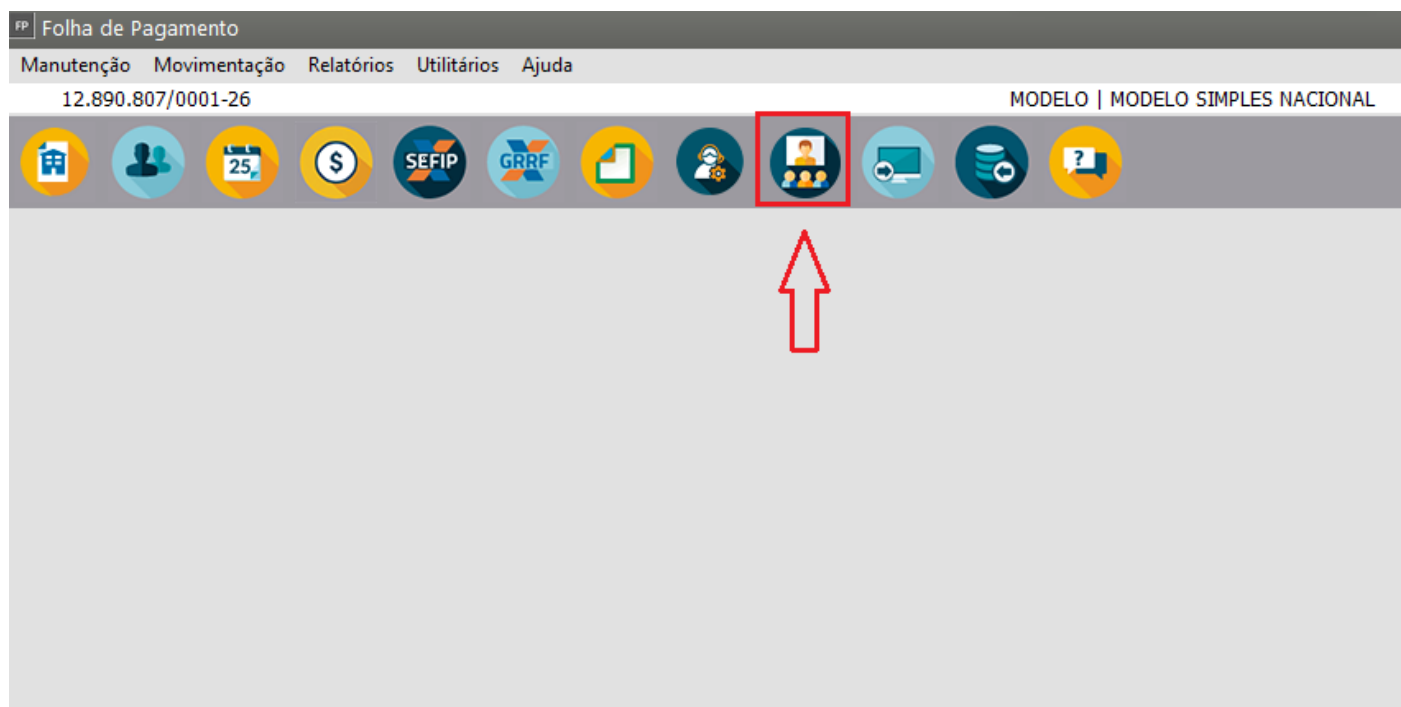 FP Folha de Pagamento
Manutenção Movimentação Relatórios Utilitários Ajuda
12.890.807/0001-26 MODELO | MODELO SIMPLES NACIONAL
25 $ SEFIP GRRF ?